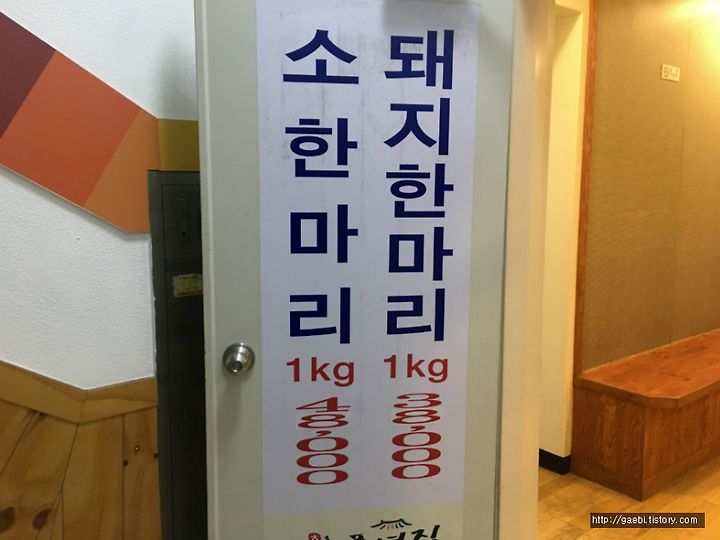 돼지한마리
1kg
38,000
소한마리
1kg
48,000
http://gaebi.tistory.com